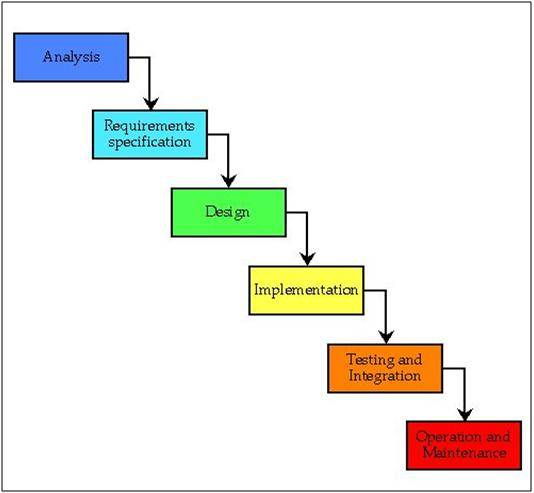 Analysis
Requirements
specification
Design
Implementation
Testing and
Integration
Operation and
Maintenance